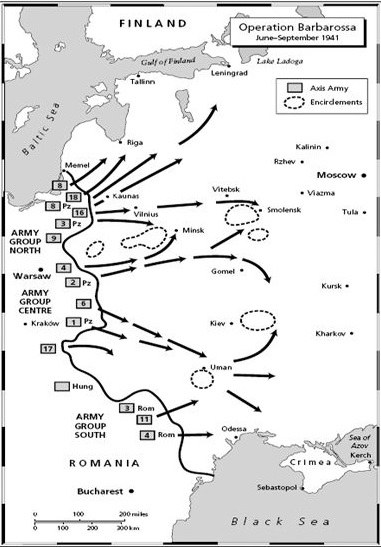 FINLAND
Operation Barbarossa
June–September 1941
Lake Ladoga
Gulf of Finland
Leningrad
Tallinn
Axis Army
Encirclements
Baltic Sea
Riga
Kalinin
Rzhev
Moscow
Memel
8
18
Kaunas
Vitebsk
Viazma
8 Pz
16
Vilnius
Smolensk
Tula
3 Pz
Minsk
ARMY
GROUP
NORTH
9
4
Warsaw
Gomel
2 Pz
Kursk
ARMY
GROUP
CENTRE
6
Kraków
1 Pz
Kiev
Kharkov
17
Uman
Hung
3 Rom
ARMY
GROUP
SOUTH
11
4 Rom
Odessa
Sea of
Azov
Kerch
ROMANIA
Crimea
Bucharest
Sebastopol
0 100 200 miles
0 100 200 300 km
Black Sea